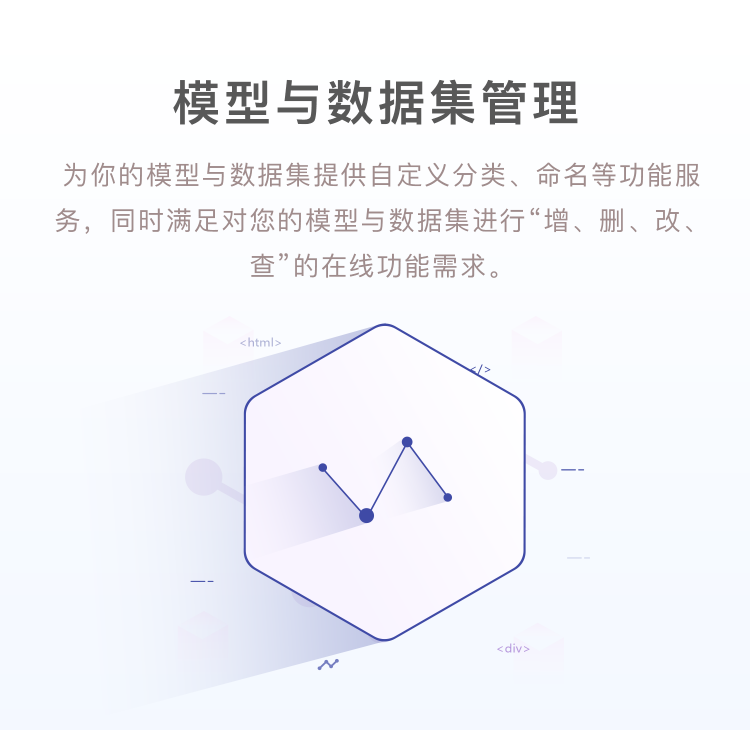 模型与数据集管理
为你的模型与数据集提供自定义分类、命名等功能服
务，同时满足对您的模型与数据集进行“增、删、改、
查”的在线功能需求。
<html>
</>
<div>